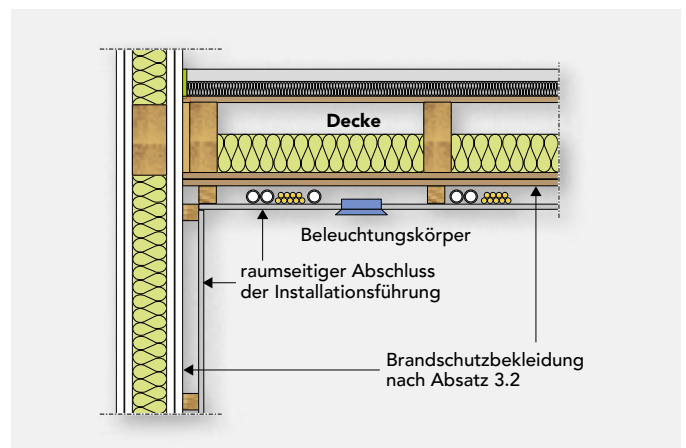 Decke
Beleuchtungskörper
raumseitiger Abschluss
der Installationsführung
Brandschutzbekleidung
nach Absatz 3.2